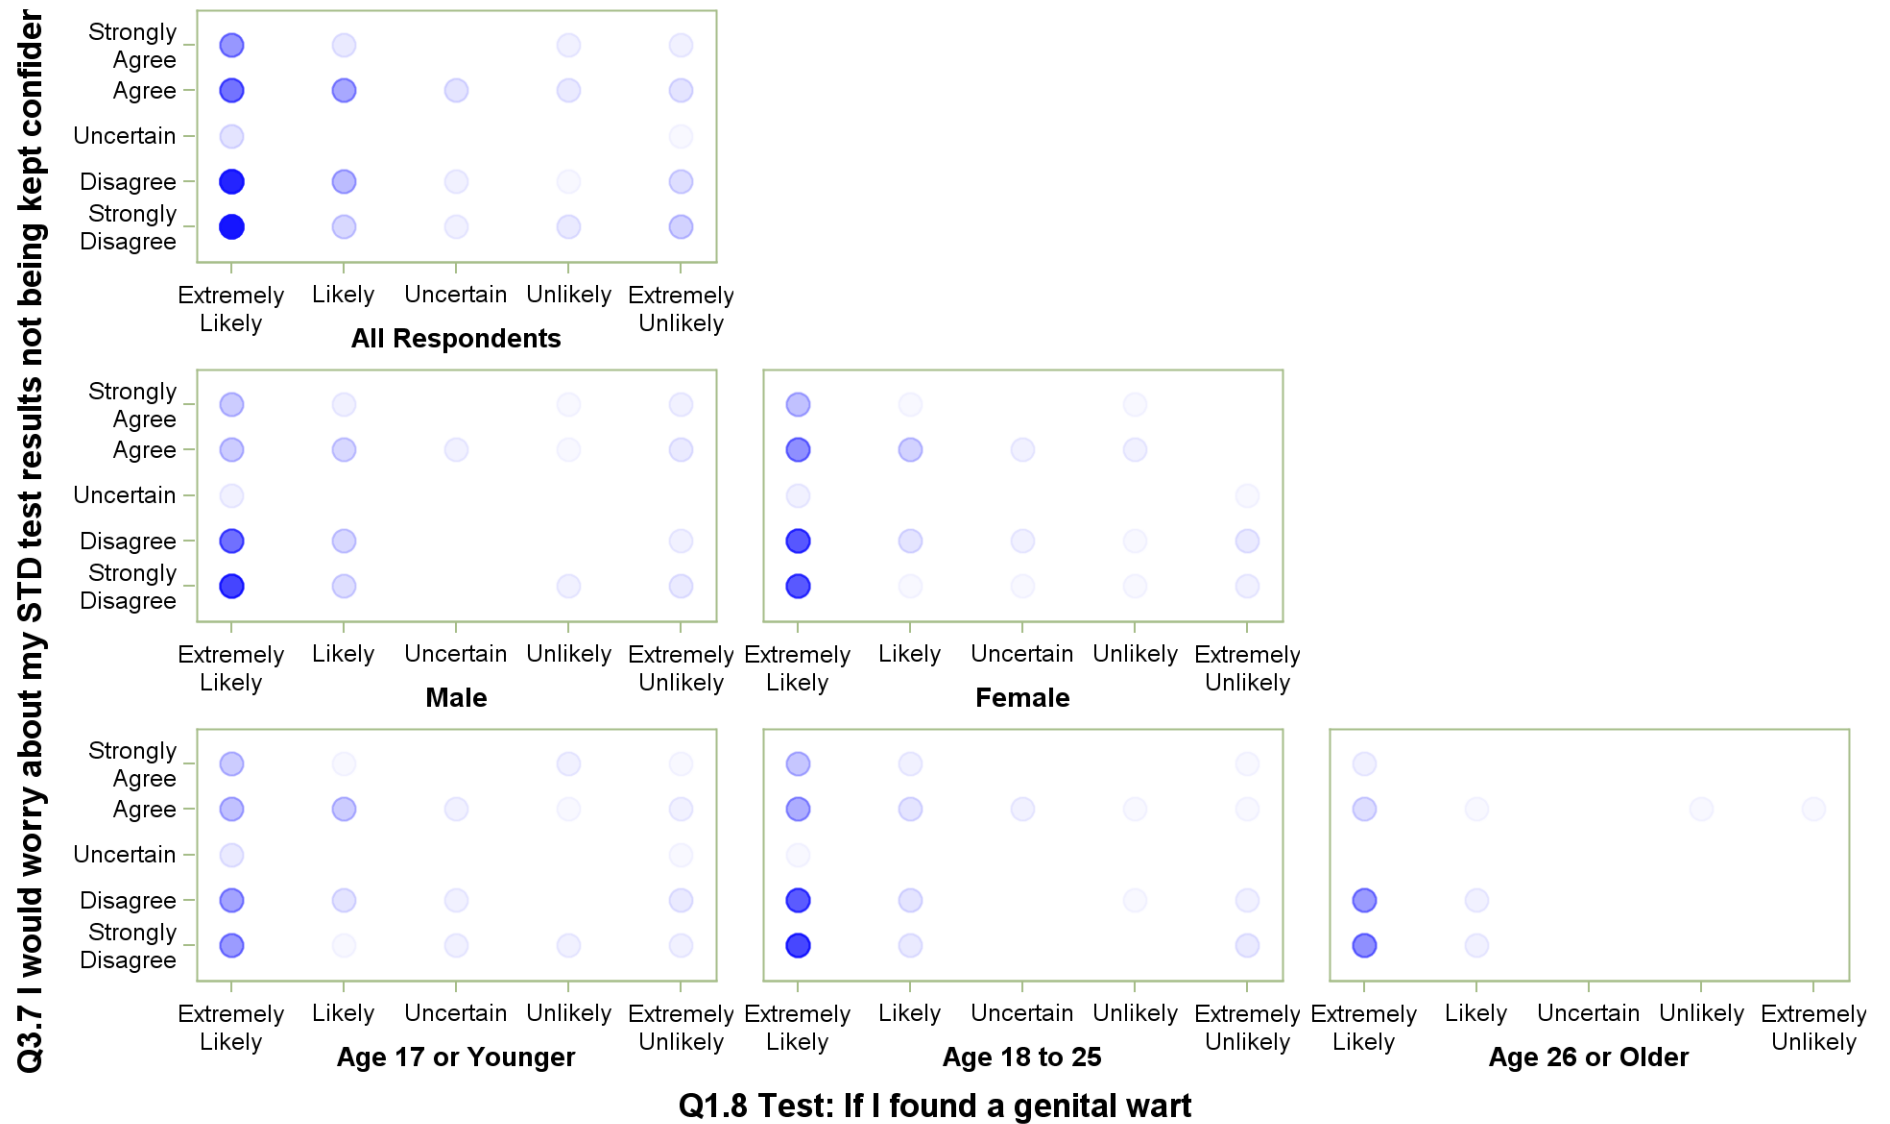 Q3.7 I would worry about my STD test results not being kept confider
Strongly
Agree
Agree
Uncertain
Disagree
Strongly
Disagree
Extremely
Likely
Likely
Uncertain
Unlikely
Extremely
Unlikely
All Respondents
Strongly
Agree
Agree
Uncertain
Disagree
Strongly
Disagree
Extremely
Likely
Likely
Uncertain
Unlikely
Extremely
Unlikely
Male
Extremely
Likely
Likely
Uncertain
Unlikely
Extremely
Unlikely
Female
Strongly
Agree
Agree
Uncertain
Disagree
Strongly
Disagree
Extremely
Likely
Likely
Uncertain
Unlikely
Extremely
Unlikely
Age 17 or Younger
Extremely
Likely
Likely
Uncertain
Unlikely
Extremely
Unlikely
Age 18 to 25
Extremely
Likely
Likely
Uncertain
Unlikely
Extremely
Unlikely
Age 26 or Older
Q1.8 Test: If I found a genital wart